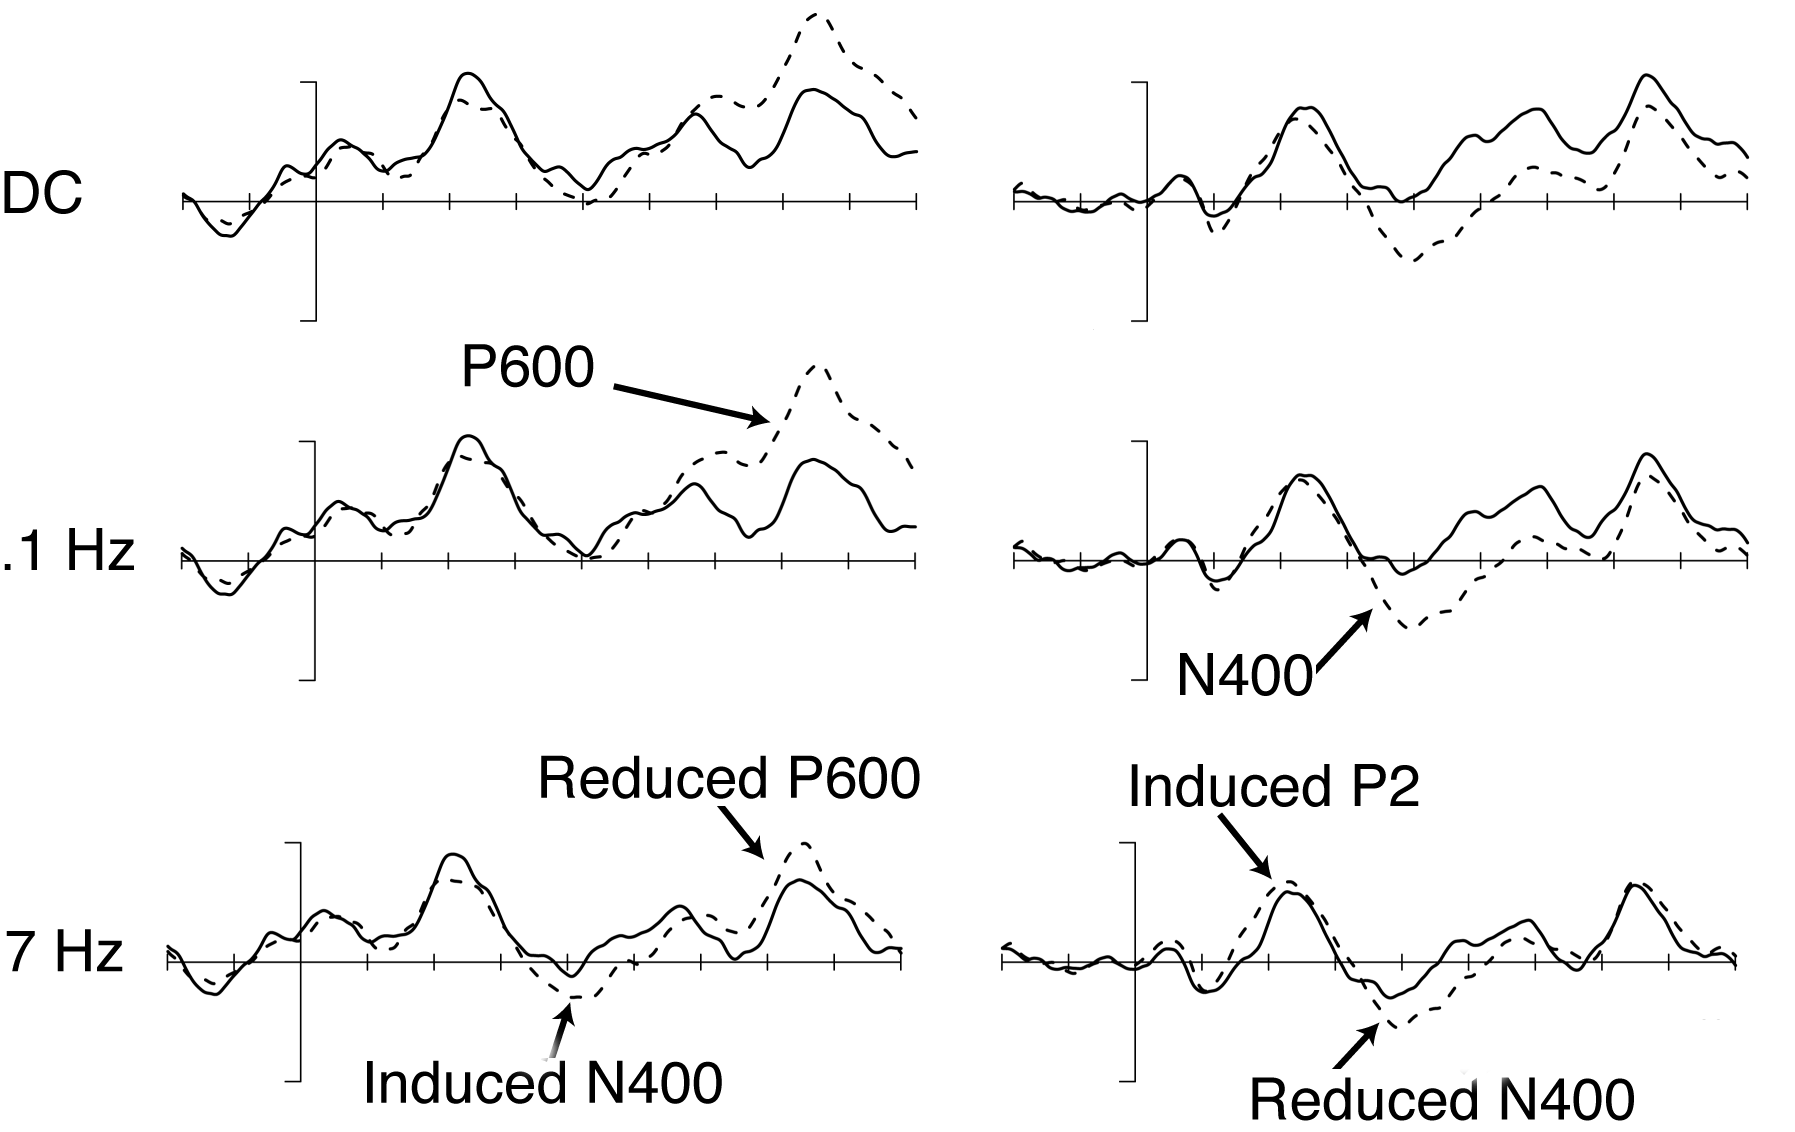 DC
P600
.1 Hz
N400
Reduced P600
Induced P2
7 Hz
Induced N400
Reduced N400